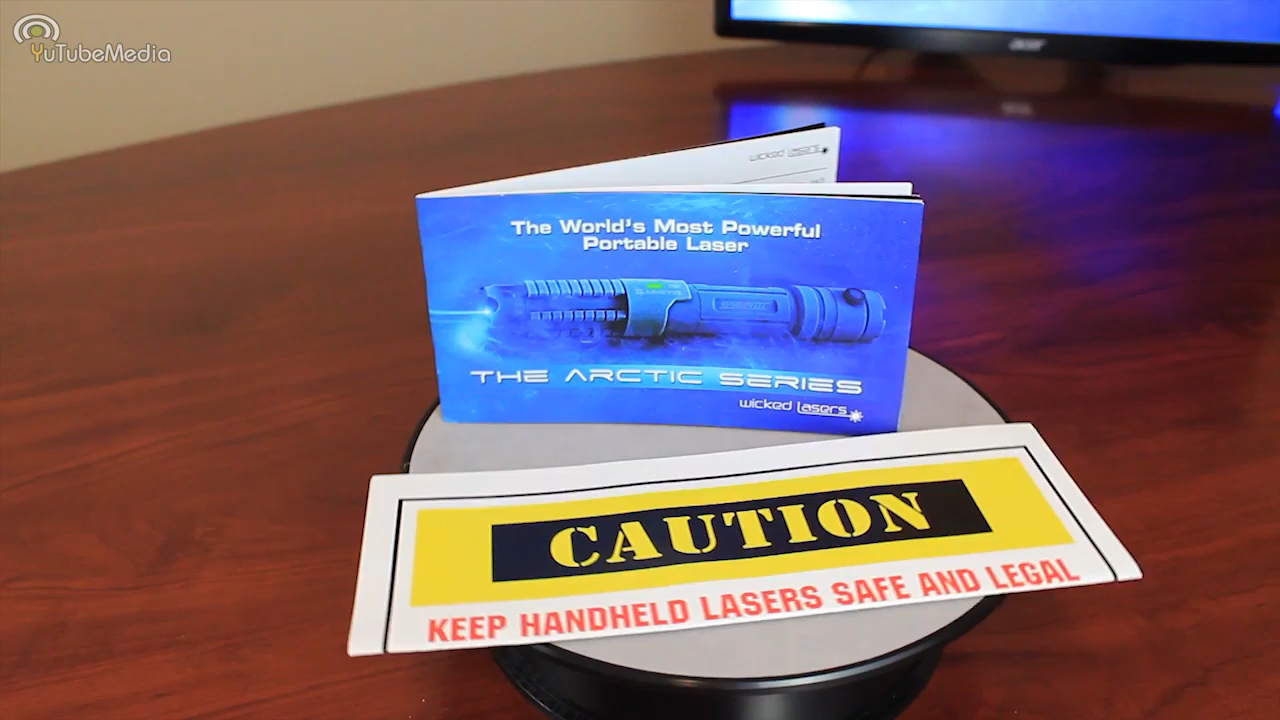 YuTubeMedia
acer
wicked lasers
The World's Most Powerful
Portable Laser
THE ARCTIC SERIES
wicked lasers
CAUTION
KEEP HANDHELD LASERS SAFE AND LEGAL